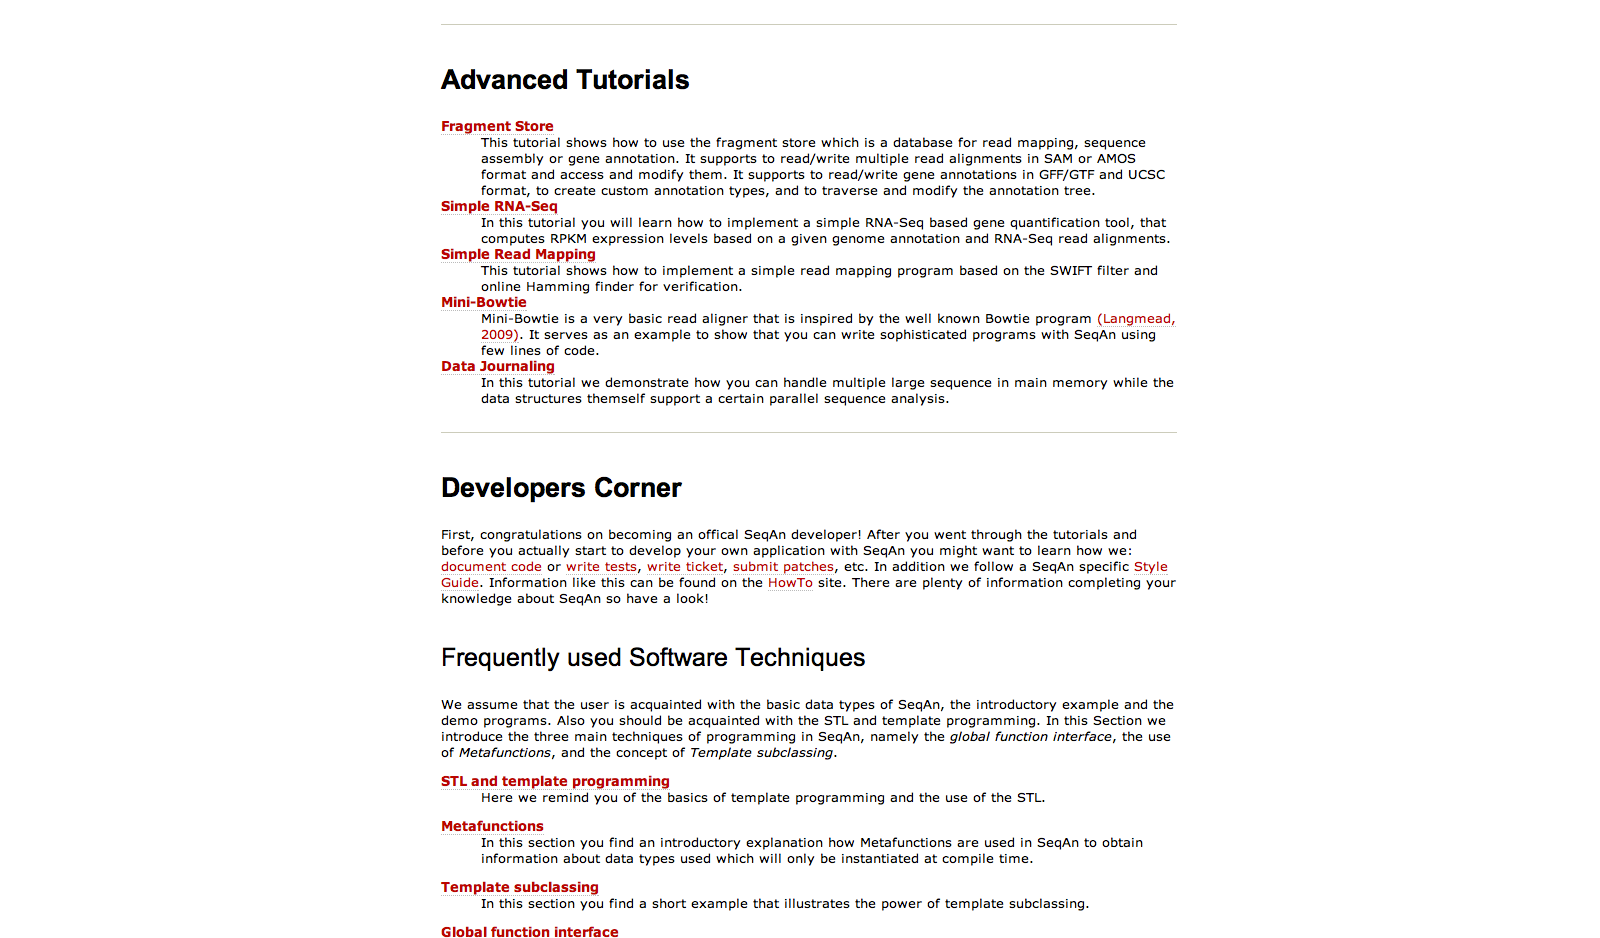 Advanced Tutorials
Fragment Store
This tutorial shows how to use the fragment store which is a database for read mapping, sequence
assembly or gene annotation. It supports to read/write multiple read alignments in SAM or AMOS
format and access and modify them. It supports to read/write gene annotations in GFF/GTF and UCSC
format, to create custom annotation types, and to traverse and modify the annotation tree.
Simple RNA-Seq
In this tutorial you will learn how to implement a simple RNA-Seq based gene quantification tool, that
computes RPKM expression levels based on a given genome annotation and RNA-Seq read alignments.
Simple Read Mapping
This tutorial shows how to implement a simple read mapping program based on the SWIFT filter and
online Hamming finder for verification.
Mini-Bowtie
Mini-Bowtie is a very basic read aligner that is inspired by the well known Bowtie program (Langmead,
2009). It serves as an example to show that you can write sophisticated programs with SeqAn using
few lines of code.
Data Journaling
In this tutorial we demonstrate how you can handle multiple large sequence in main memory while the
data structures themself support a certain parallel sequence analysis.
Developers Corner
First, congratulations on becoming an offical SeqAn developer! After you went through the tutorials and
before you actually start to develop your own application with SeqAn you might want to learn how we:
document code or write tests, write ticket, submit patches, etc. In addition we follow a SeqAn specific Style
Guide. Information like this can be found on the HowTo site. There are plenty of information completing your
knowledge about SeqAn so have a look!
Frequently used Software Techniques
We assume that the user is acquainted with the basic data types of SeqAn, the introductory example and the
demo programs. Also you should be acquainted with the STL and template programming. In this Section we
introduce the three main techniques of programming in SeqAn, namely the global function interface, the use
of Metafunctions, and the concept of Template subclassing.
STL and template programming
Here we remind you of the basics of template programming and the use of the STL.
Metafunctions
In this section you find an introductory explanation how Metafunctions are used in SeqAn to obtain
information about data types used which will only be instantiated at compile time.
Template subclassing
In this section you find a short example that illustrates the power of template subclassing.
Global function interface